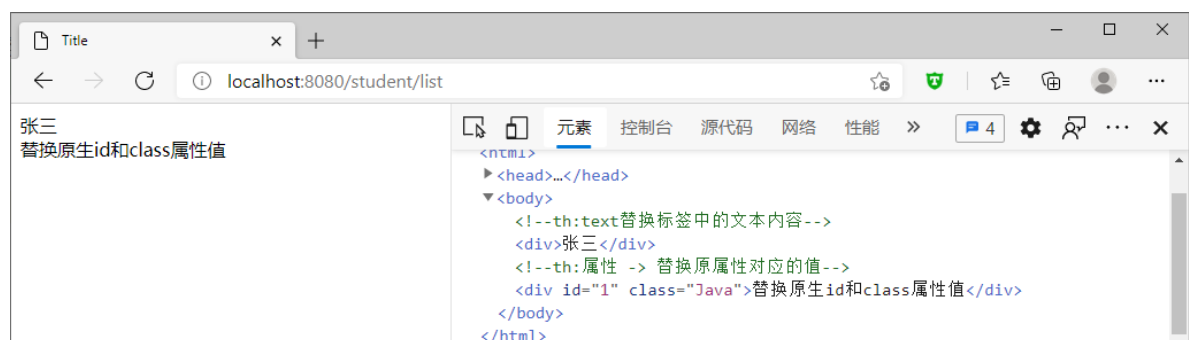 Title
localhost:8080/student/list
张三
替换原生id和class属性值
元素 控制台 源代码 网络 性能 » 4
<html>
<head>…</head>
<body>
<!--th:text替换标签中的文本内容-->
<div>张三</div>
<!--th:属性 -> 替换原属性对应的值-->
<div id="1" class="Java">替换原生id和class属性值</div>
</body>
</html>